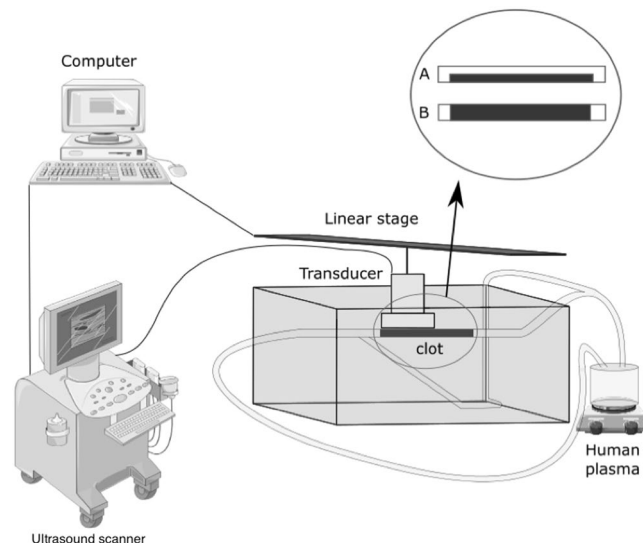 Computer
A
B
Linear stage
Transducer
clot
Human
plasma
Ultrasound scanner